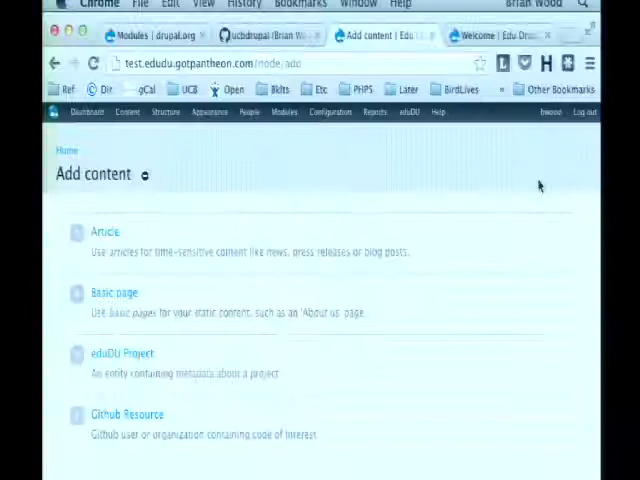 Chrome File Edit View History Bookmarks Window Help Brian Wood
Modules | drupal.org ucbdrupal (Brian Wo Add content | Edu Welcome | Edu Dru
test.edudu.gotpantheon.com/node/add
Ref Dir gCal UCB Open Bklts Etc PHPS Later BirdLives » Other Bookmarks
Dashboard Content Structure Appearance People Modules Configuration Reports eduDU Help bwood Log out
Home
Add content
Article
Use articles for time-sensitive content like news, press releases or blog posts.
Basic page
Use basic pages for your static content, such as an 'About us' page.
eduDU Project
An entity containing metadata about a project
Github Resource
Github user or organization containing code of interest